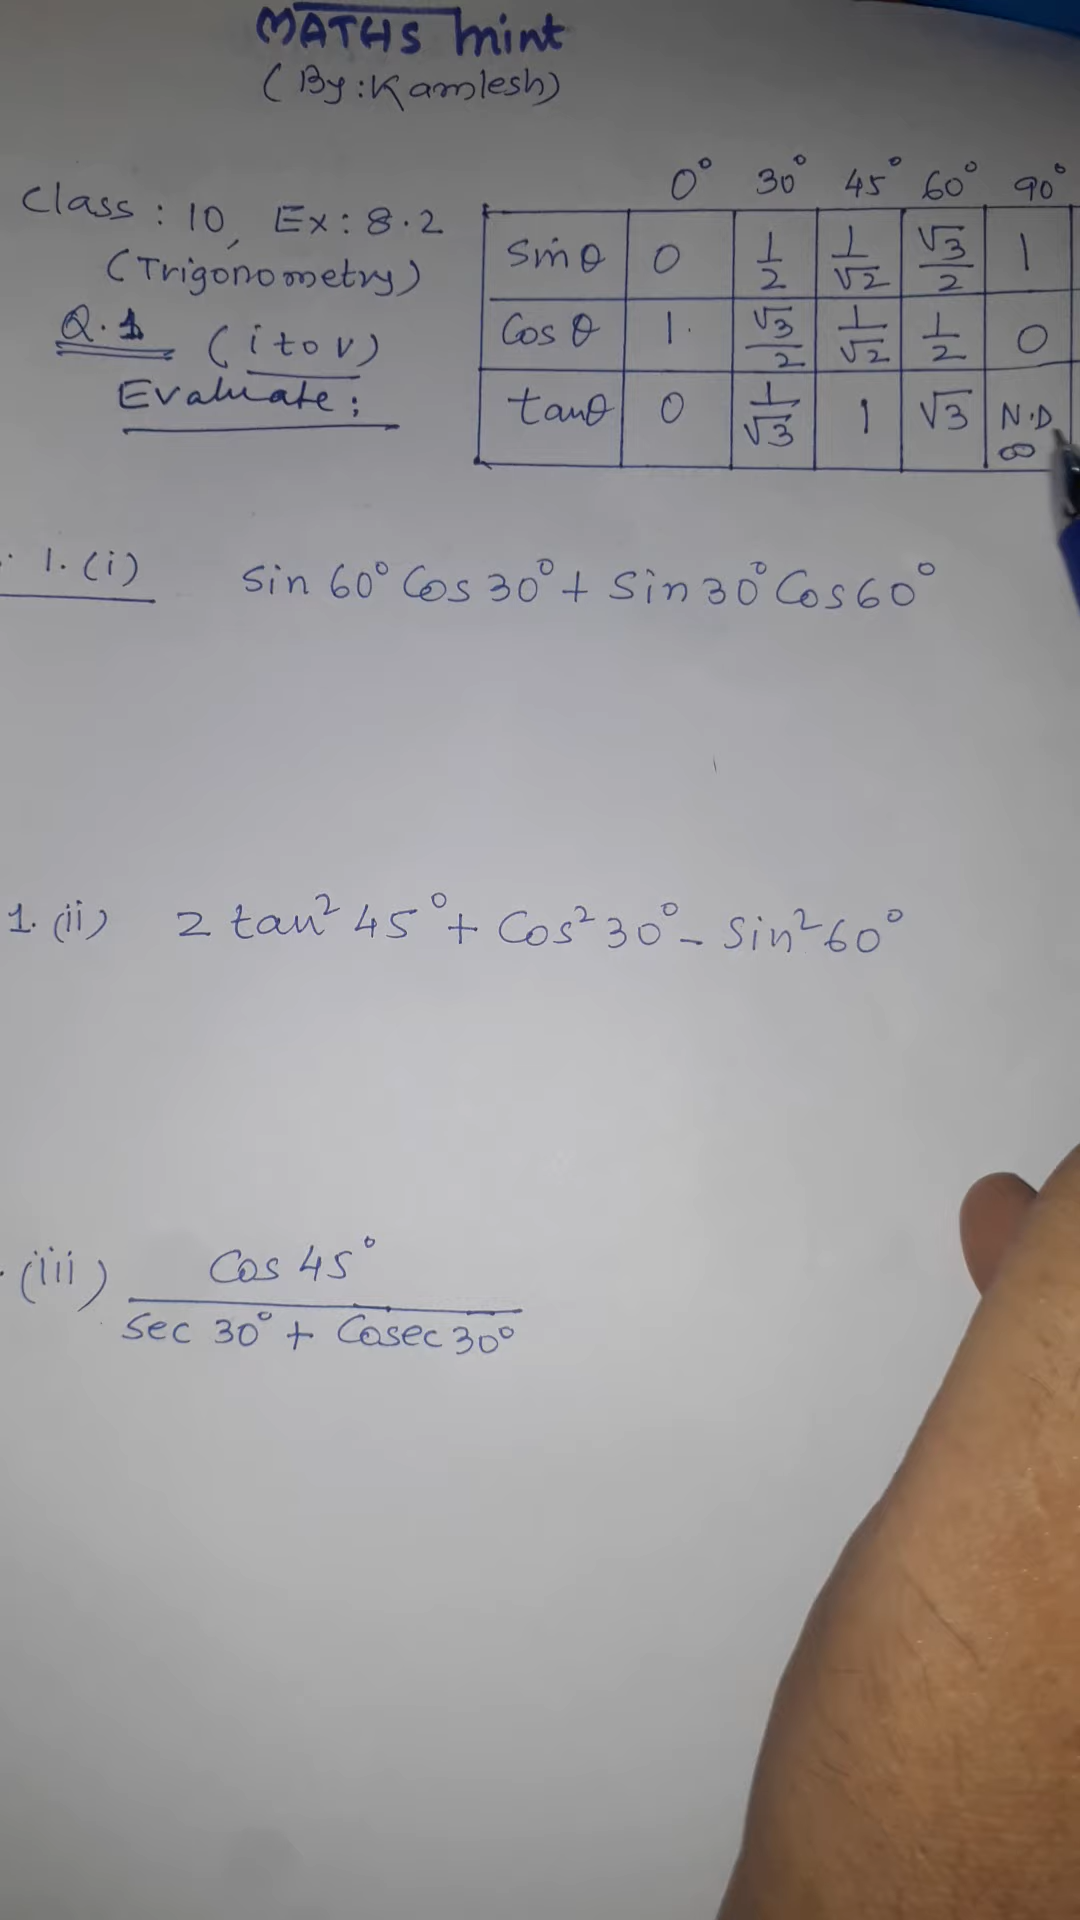 MATHS mint
(By:Kamlesh)
Class : 10, Ex : 8.2
(Trigonometry)
Q.1 (i to v)
Evaluate :
0° 30° 45° 60° 90°
sinθ 0 1/2 1/√2 √3/2 1
Cosθ 1 √3/2 1/√2 1/2 0
tanθ 0 1/√3 1 √3 N.D ∞
1.(i) Sin 60° Cos 30° + Sin 30° Cos 60°
1.(ii) 2 tan² 45° + Cos² 30° - Sin² 60°
(iii) Cos 45°
Sec 30° + Cosec 30°